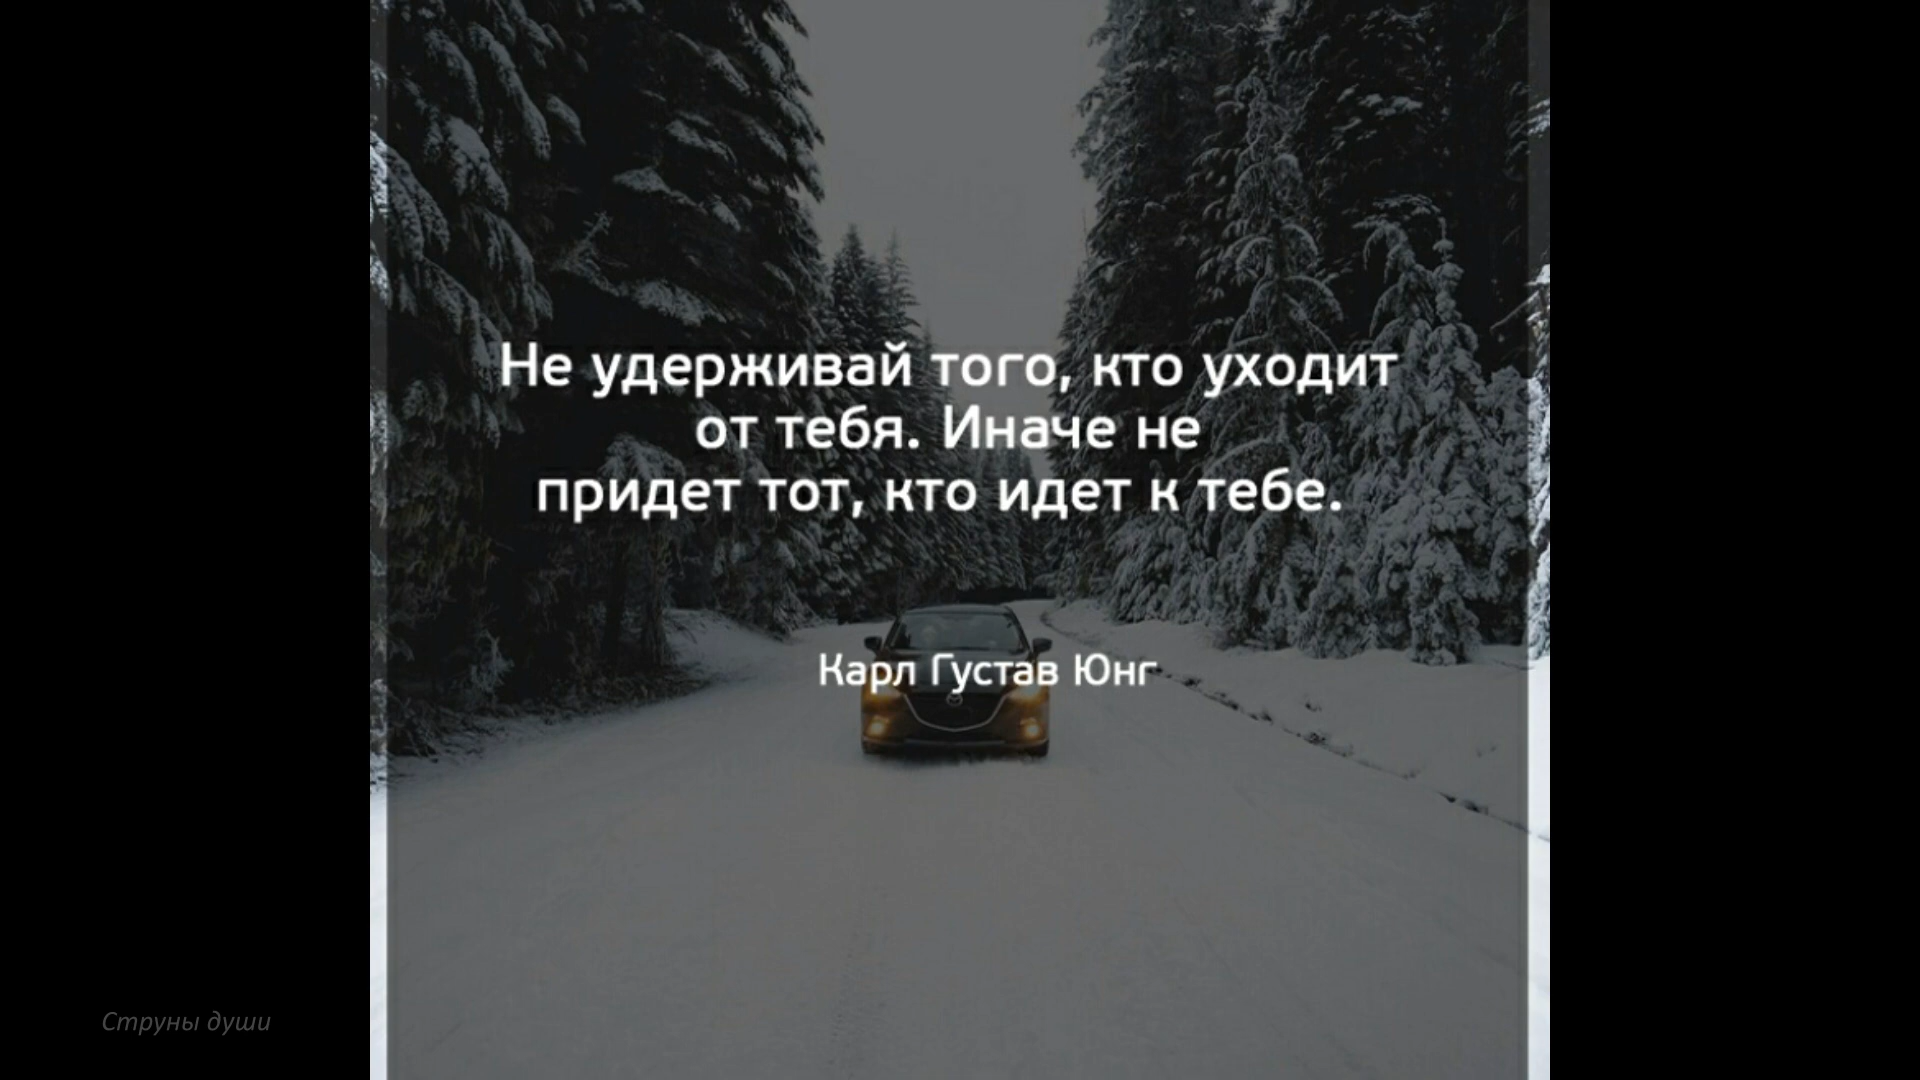 Не удерживай того, кто уходит
от тебя. Иначе не
придет тот, кто идет к тебе.
Карл Густав Юнг
Струны души